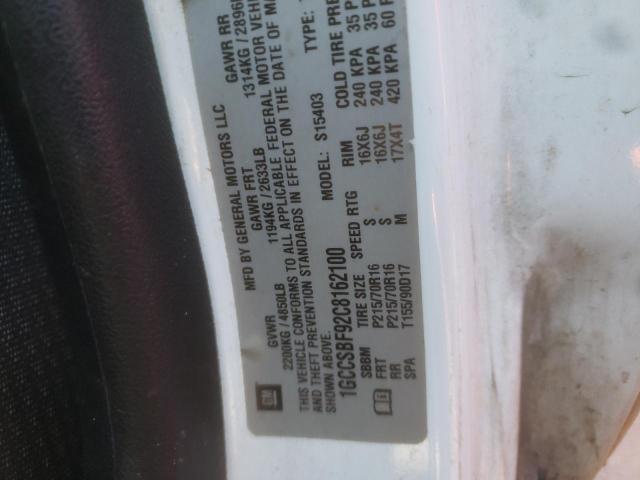 GM
MFD BY GENERAL MOTORS LLC
GVWR GAWR FRT GAWR RR
2200KG / 4850LB 1194KG / 2633LB 1314KG / 2896
THIS VEHICLE CONFORMS TO ALL APPLICABLE FEDERAL MOTOR VEHI
AND THEFT PREVENTION STANDARDS IN EFFECT ON THE DATE OF M
SHOWN ABOVE.
1GCCSBF92C8162100 MODEL: S15403 TYPE:
SBBM TIRE SIZE SPEED RTG RIM COLD TIRE PRE
FRT P215/70R16 S 16X6J 240 KPA 35 P
RR P215/70R16 S 16X6J 240 KPA 35 P
SPA T155/90D17 M 17X4T 420 KPA 60